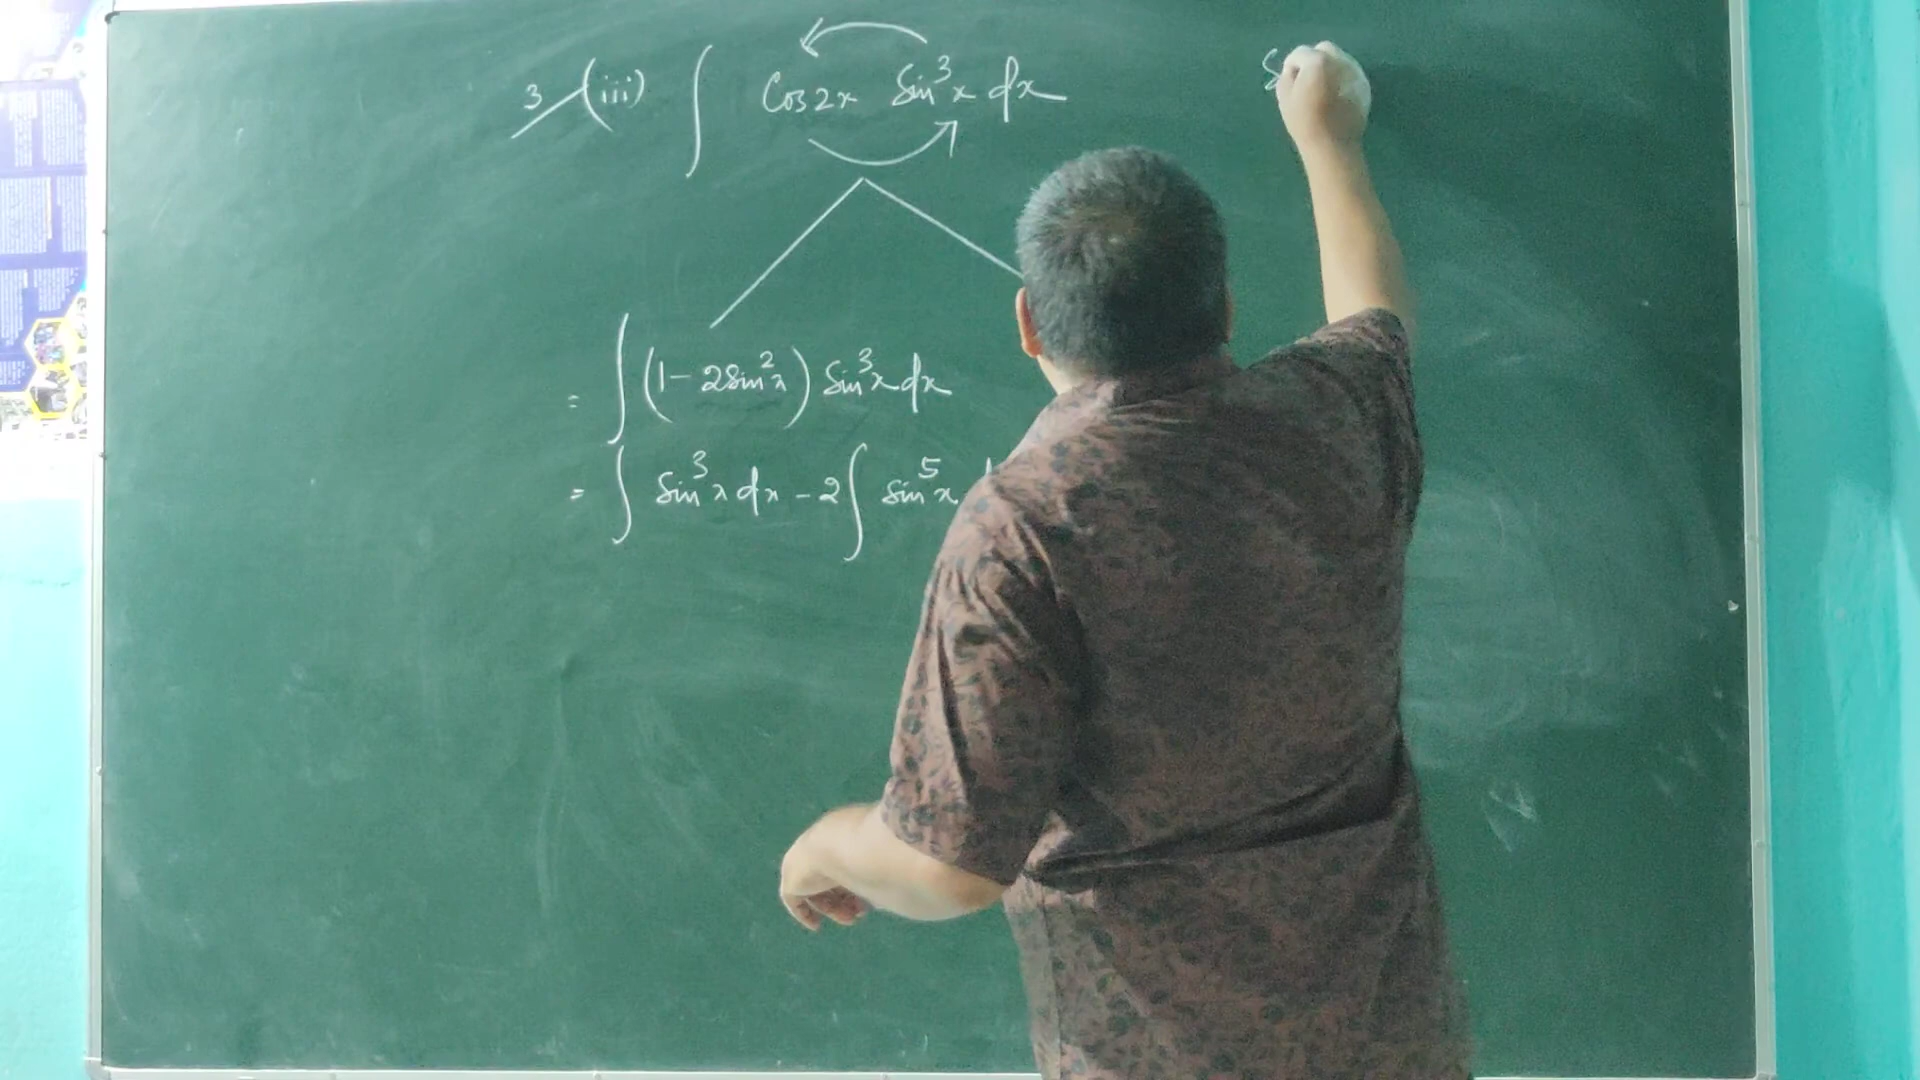 3 (iii) ∫ Cos2x Sin³x dx
= ∫ (1-2Sin²x) Sin³x dx
= ∫ Sin³x dx - 2 ∫ Sin⁵x